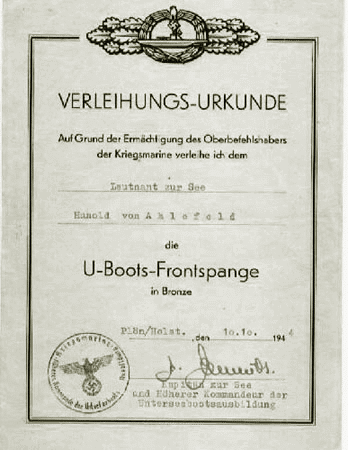 VERLEIHUNGS-URKUNDE
Auf Grund der Ermächtigung des Oberbefehlshabers
der Kriegsmarine verleihe ich dem
Leutnant zur See
Hunold von Ahlefeld
die
U-Boots-Frontspange
in Bronze
Plön/Holst. , den 10.10. 1944
Kapitän zur See
und Höherer Kommandeur der
Unterseebootsausbildung